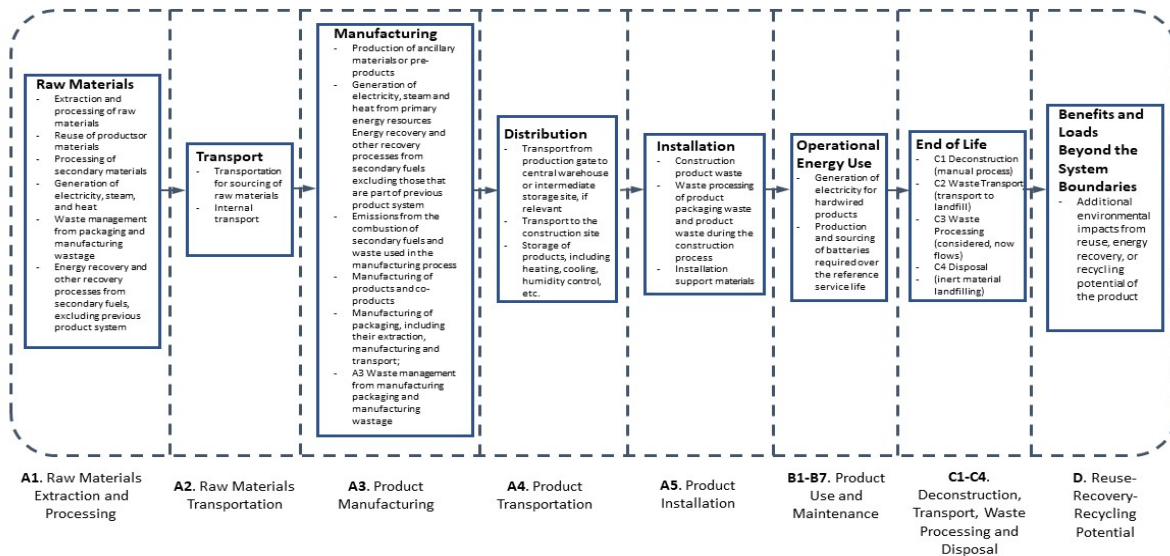 Raw Materials
- Extraction and
processing of raw
materials
- Reuse of productsor
materials
- Processing of
secondary materials
- Generation of
electricity, steam,
and heat
- Waste management
from packaging and
manufacturing
wastage
- Energy recovery and
other recovery
processes from
secondary fuels,
excluding previous
product system
Transport
- Transportation
for sourcing of
raw materials
- Internal
transport
Manufacturing
- Production of ancillary
materials or pre-
products
- Generation of
electricity, steam and
heat from primary
energy resources
Energy recovery and
other recovery
processes from
secondary fuels
excluding those that
are part of previous
product system
- Emissions from the
combustion of
secondary fuels and
waste used in the
manufacturing process
- Manufacturing of
products and co-
products
- Manufacturing of
packaging, including
their extraction,
manufacturing and
transport;
- A3 Waste management
from manufacturing
packaging and
manufacturing
wastage
Distribution
- Transport from
production gate to
central warehouse
or intermediate
storage site, if
relevant
- Transport to the
construction site
- Storage of
products, including
heating, cooling,
humidity control,
etc.
Installation
- Construction
product waste
- Waste processing
of product
packaging waste
and product
waste during the
construction
process
- Installation
support materials
Operational
Energy Use
- Generation of
electricity for
hardwired
products
- Production
and sourcing of
batteries
required over
the reference
service life
End of Life
- C1 Deconstruction
(manual process)
- C2 Waste Transport
(transport to
landfill)
- C3 Waste
Processing
(considered, now
flows)
- C4 Disposal
- (inert material
landfilling)
Benefits and
Loads
Beyond the
System
Boundaries
- Additional
environmental
impacts from
reuse, energy
recovery, or
recycling
potential of
the product
A1. Raw Materials
Extraction and
Processing
A2. Raw Materials
Transportation
A3. Product
Manufacturing
A4. Product
Transportation
A5. Product
Installation
B1-B7. Product
Use and
Maintenance
C1-C4.
Deconstruction,
Transport, Waste
Processing and
Disposal
D. Reuse-
Recovery-
Recycling
Potential